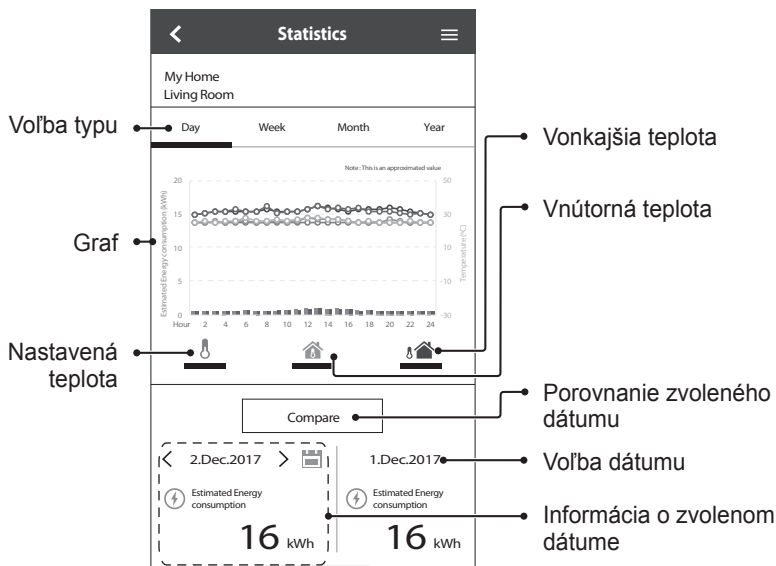 Statistics
My Home
Living Room
Voľba typu
Day Week Month Year
Vonkajšia teplota
Note : This is an approximated value
Vnútorná teplota
Graf
Estimated Energy consumption (kWh)
20
15
10
5
0
50
30
10
-10
-30
Temperature (ºC)
Hour 2 4 6 8 10 12 14 16 18 20 22 24
Nastavená
teplota
Porovnanie zvoleného
dátumu
Compare
2.Dec.2017
1.Dec.2017
Voľba dátumu
Estimated Energy
consumption
16 kWh
Estimated Energy
consumption
16 kWh
Informácia o zvolenom
dátume